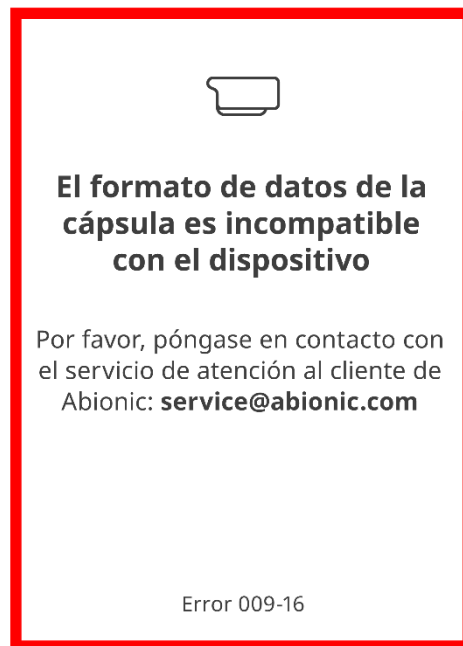 El formato de datos de la
cápsula es incompatible
con el dispositivo
Por favor, póngase en contacto con
el servicio de atención al cliente de
Abionic: service@abionic.com
Error 009-16